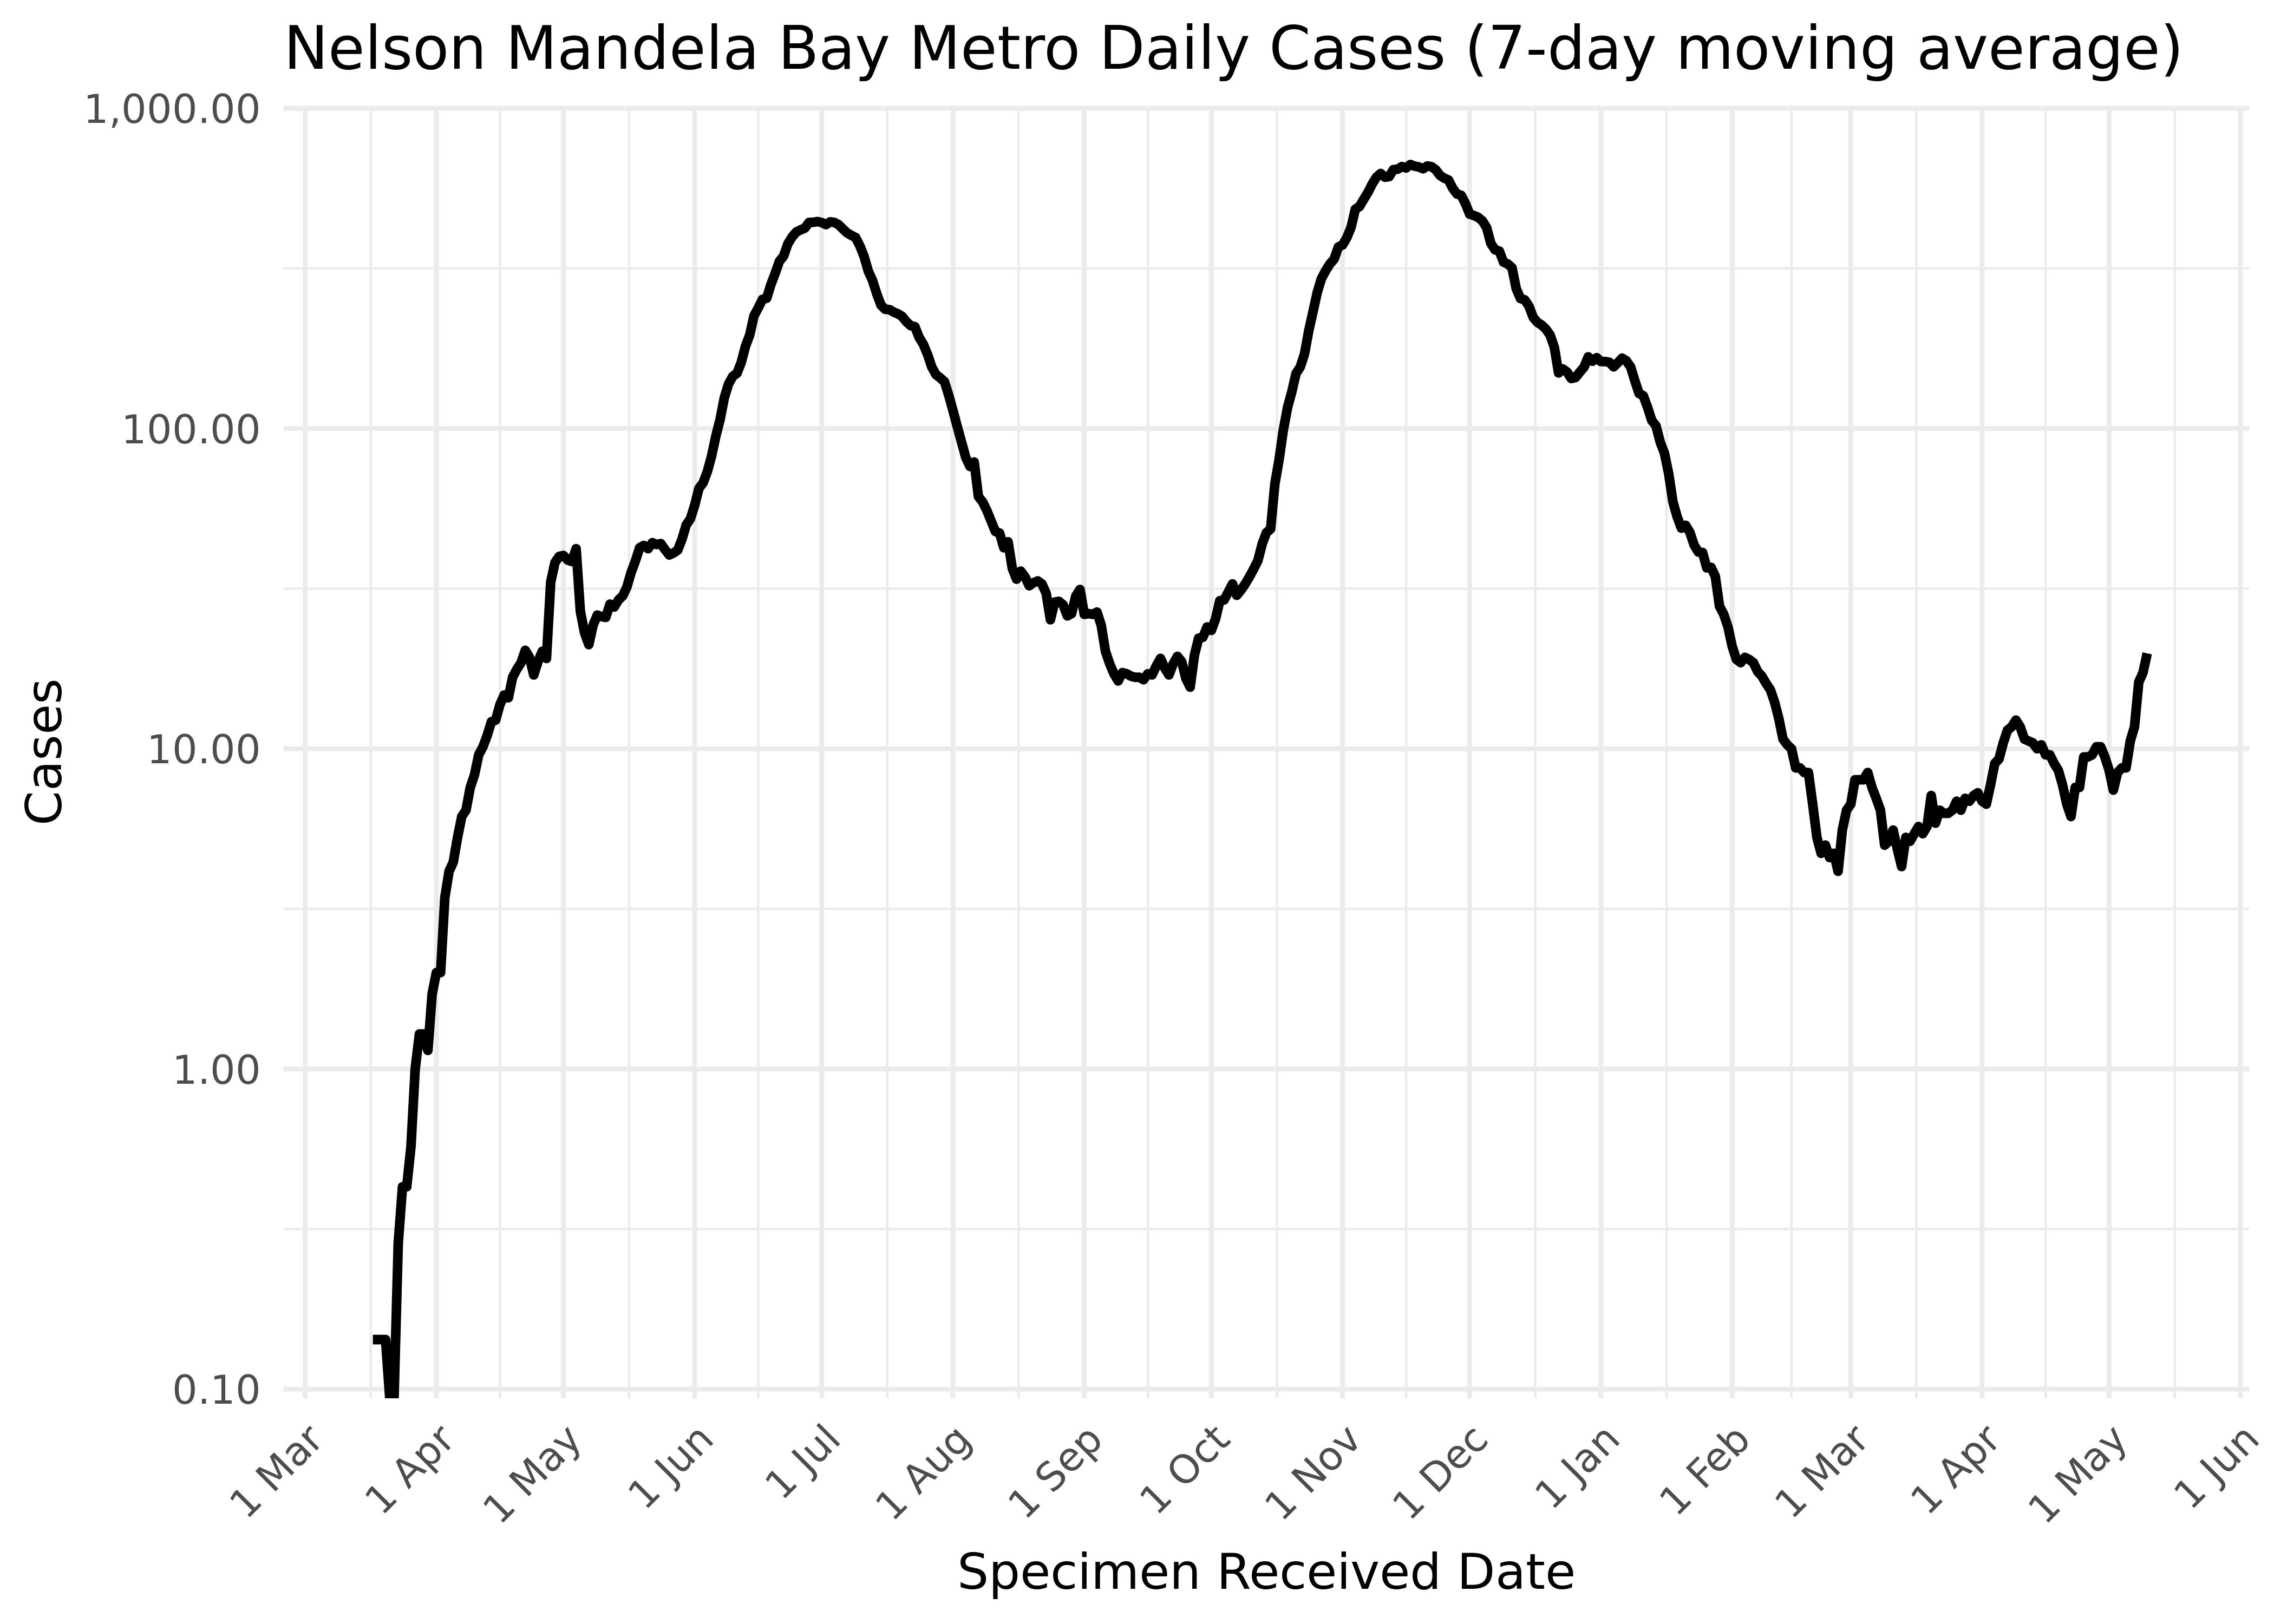 Nelson Mandela Bay Metro Daily Cases (7-day moving average)
1,000.00
100.00
10.00
1.00
0.10
Cases
1 Mar
1 Apr
1 May
1 Jun
1 Jul
1 Aug
1 Sep
1 Oct
1 Nov
1 Dec
1 Jan
1 Feb
1 Mar
1 Apr
1 May
1 Jun
Specimen Received Date